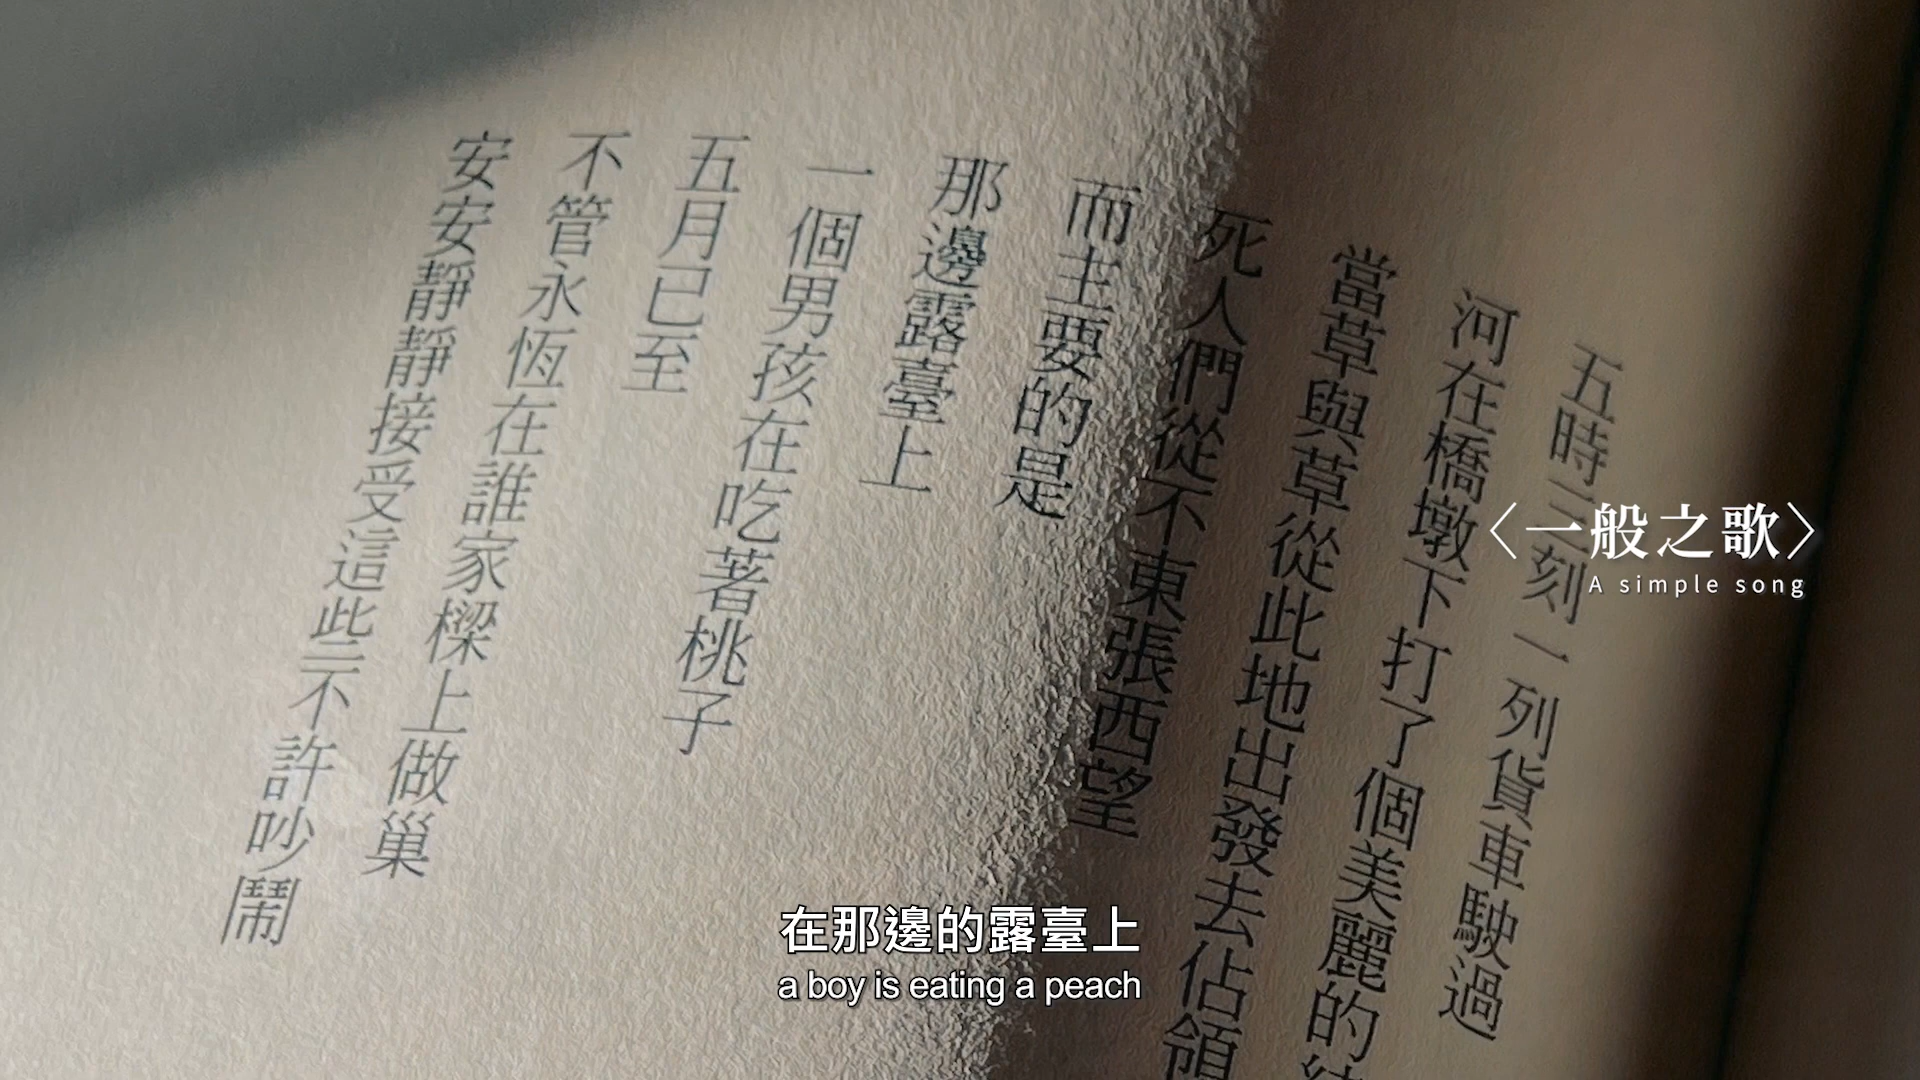 五時三刻一列貨車駛過
河在橋墩下打了個美麗的結
當草與草從此地出發去佔領
死人們從不東張西望
而主要的是
那邊露臺上
一個男孩在吃著桃子
五月已至
不管永恆在誰家樑上做巢
安安靜靜接受這些不許吵鬧
〈一般之歌〉
A simple song
在那邊的露臺上
a boy is eating a peach